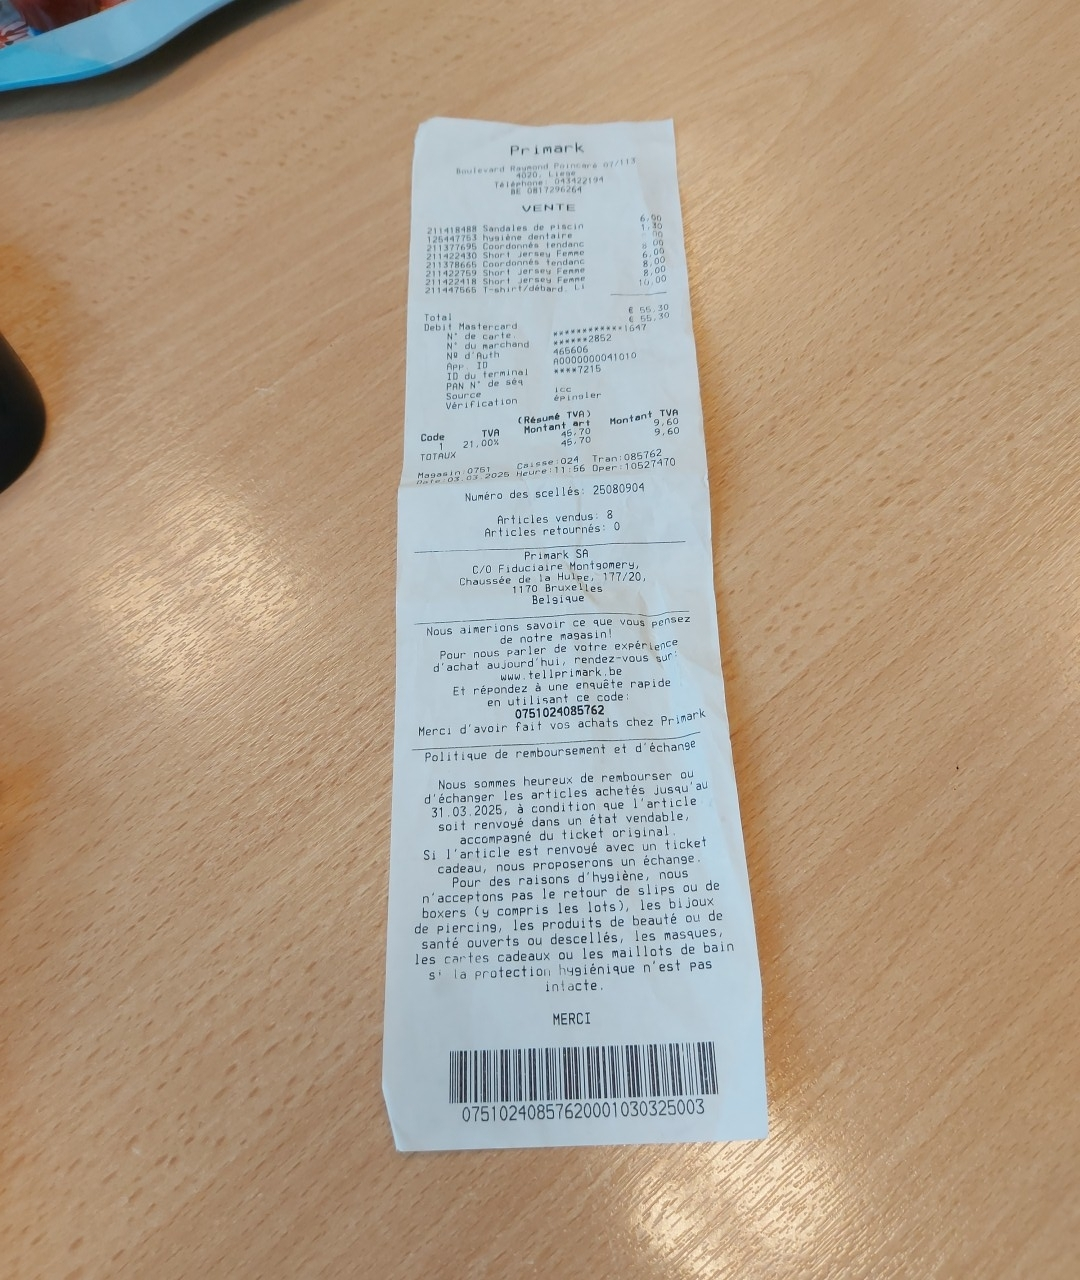 Primark
Boulevard Raymond Poincaré 07/113
4020, Liege
Téléphone: 043422194
BE 0817296264
VENTE
211418488 Sandales de piscin 6,00
125447753 hygiène dentaire 1,30
211377695 Coordonnés tendanc 00
211422430 Short jersey Femme 00
211378665 Coordonnés tendanc 6,00
211422759 Short jersey Femme 8,00
211422418 Short jersey Femme 8,00
211447565 T-shirt/débard. Li 10,00
Total € 55,30
Debit Mastercard € 55,30
N° de carte. ************1647
N° du marchand ******2852
Nº d'Auth 465606
App. ID A0000000041010
ID du terminal ****7215
PAN N° de séq
Source icc
Vérification épingler
(Résumé TVA)
Code TVA Montant art Montant TVA
1 21,00% 45,70 9,60
TOTAUX 45,70 9,60
Magasin:0751 Caisse:024 Tran:085762
Date:03.03.2025 Heure:11:56 Oper:10527470
Numéro des scellés: 25080904
Articles vendus: 8
Articles retournés: 0
Primark SA
C/O Fiduciaire Montgomery,
Chaussée de la Hulpe, 177/20,
1170 Bruxelles
Belgique
Nous aimerions savoir ce que vous pensez
de notre magasin!
Pour nous parler de votre expérience
d'achat aujourd'hui, rendez-vous sur:
www.tellprimark.be
Et répondez à une enquête rapide
en utilisant ce code:
0751024085762
Merci d'avoir fait vos achats chez Primark
Politique de remboursement et d'échange
Nous sommes heureux de rembourser ou
d'échanger les articles achetés jusqu'au
31.03.2025, à condition que l'article
soit renvoyé dans un état vendable,
accompagné du ticket original.
Si l'article est renvoyé avec un ticket
cadeau, nous proposerons un échange.
Pour des raisons d'hygiène, nous
n'acceptons pas le retour de slips ou de
boxers (y compris les lots), les bijoux
de piercing, les produits de beauté ou de
santé ouverts ou descellés, les masques,
les cartes cadeaux ou les maillots de bain
si la protection hygiénique n'est pas
intacte.
MERCI
07510240857620001030325003